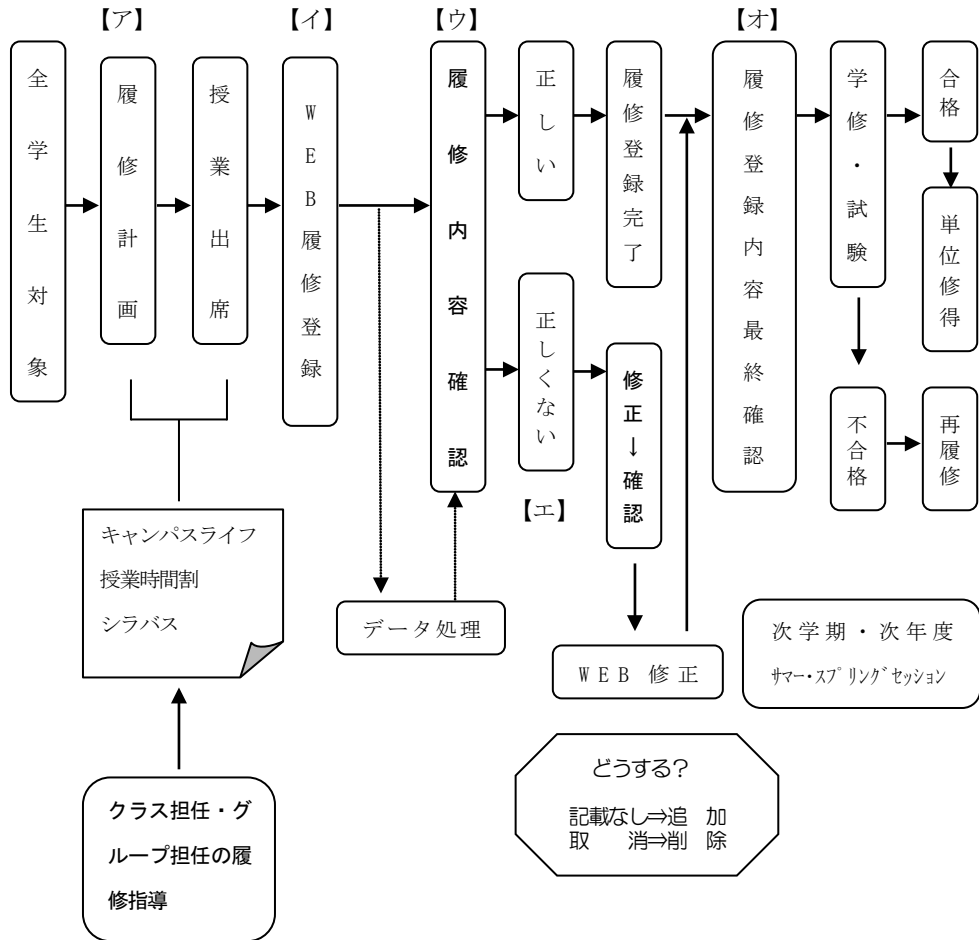 【ア】
【イ】
【ウ】
【オ】
全学生対象
履修計画
授業出席
WEB履修登録
履修内容確認
正しい
履修登録完了
履修登録内容最終確認
学修・試験
合格
単位修得
正しくない
修正→確認
不合格
再履修
【エ】
キャンパスライフ
授業時間割
シラバス
データ処理
WEB 修正
次学期・次年度
ｻﾏｰ・ｽﾌﾟﾘﾝｸﾞｾｯｼｮﾝ
どうする?
記載なし⇒追 加
取 消⇒削 除
クラス担任・グ
ループ担任の履
修指導